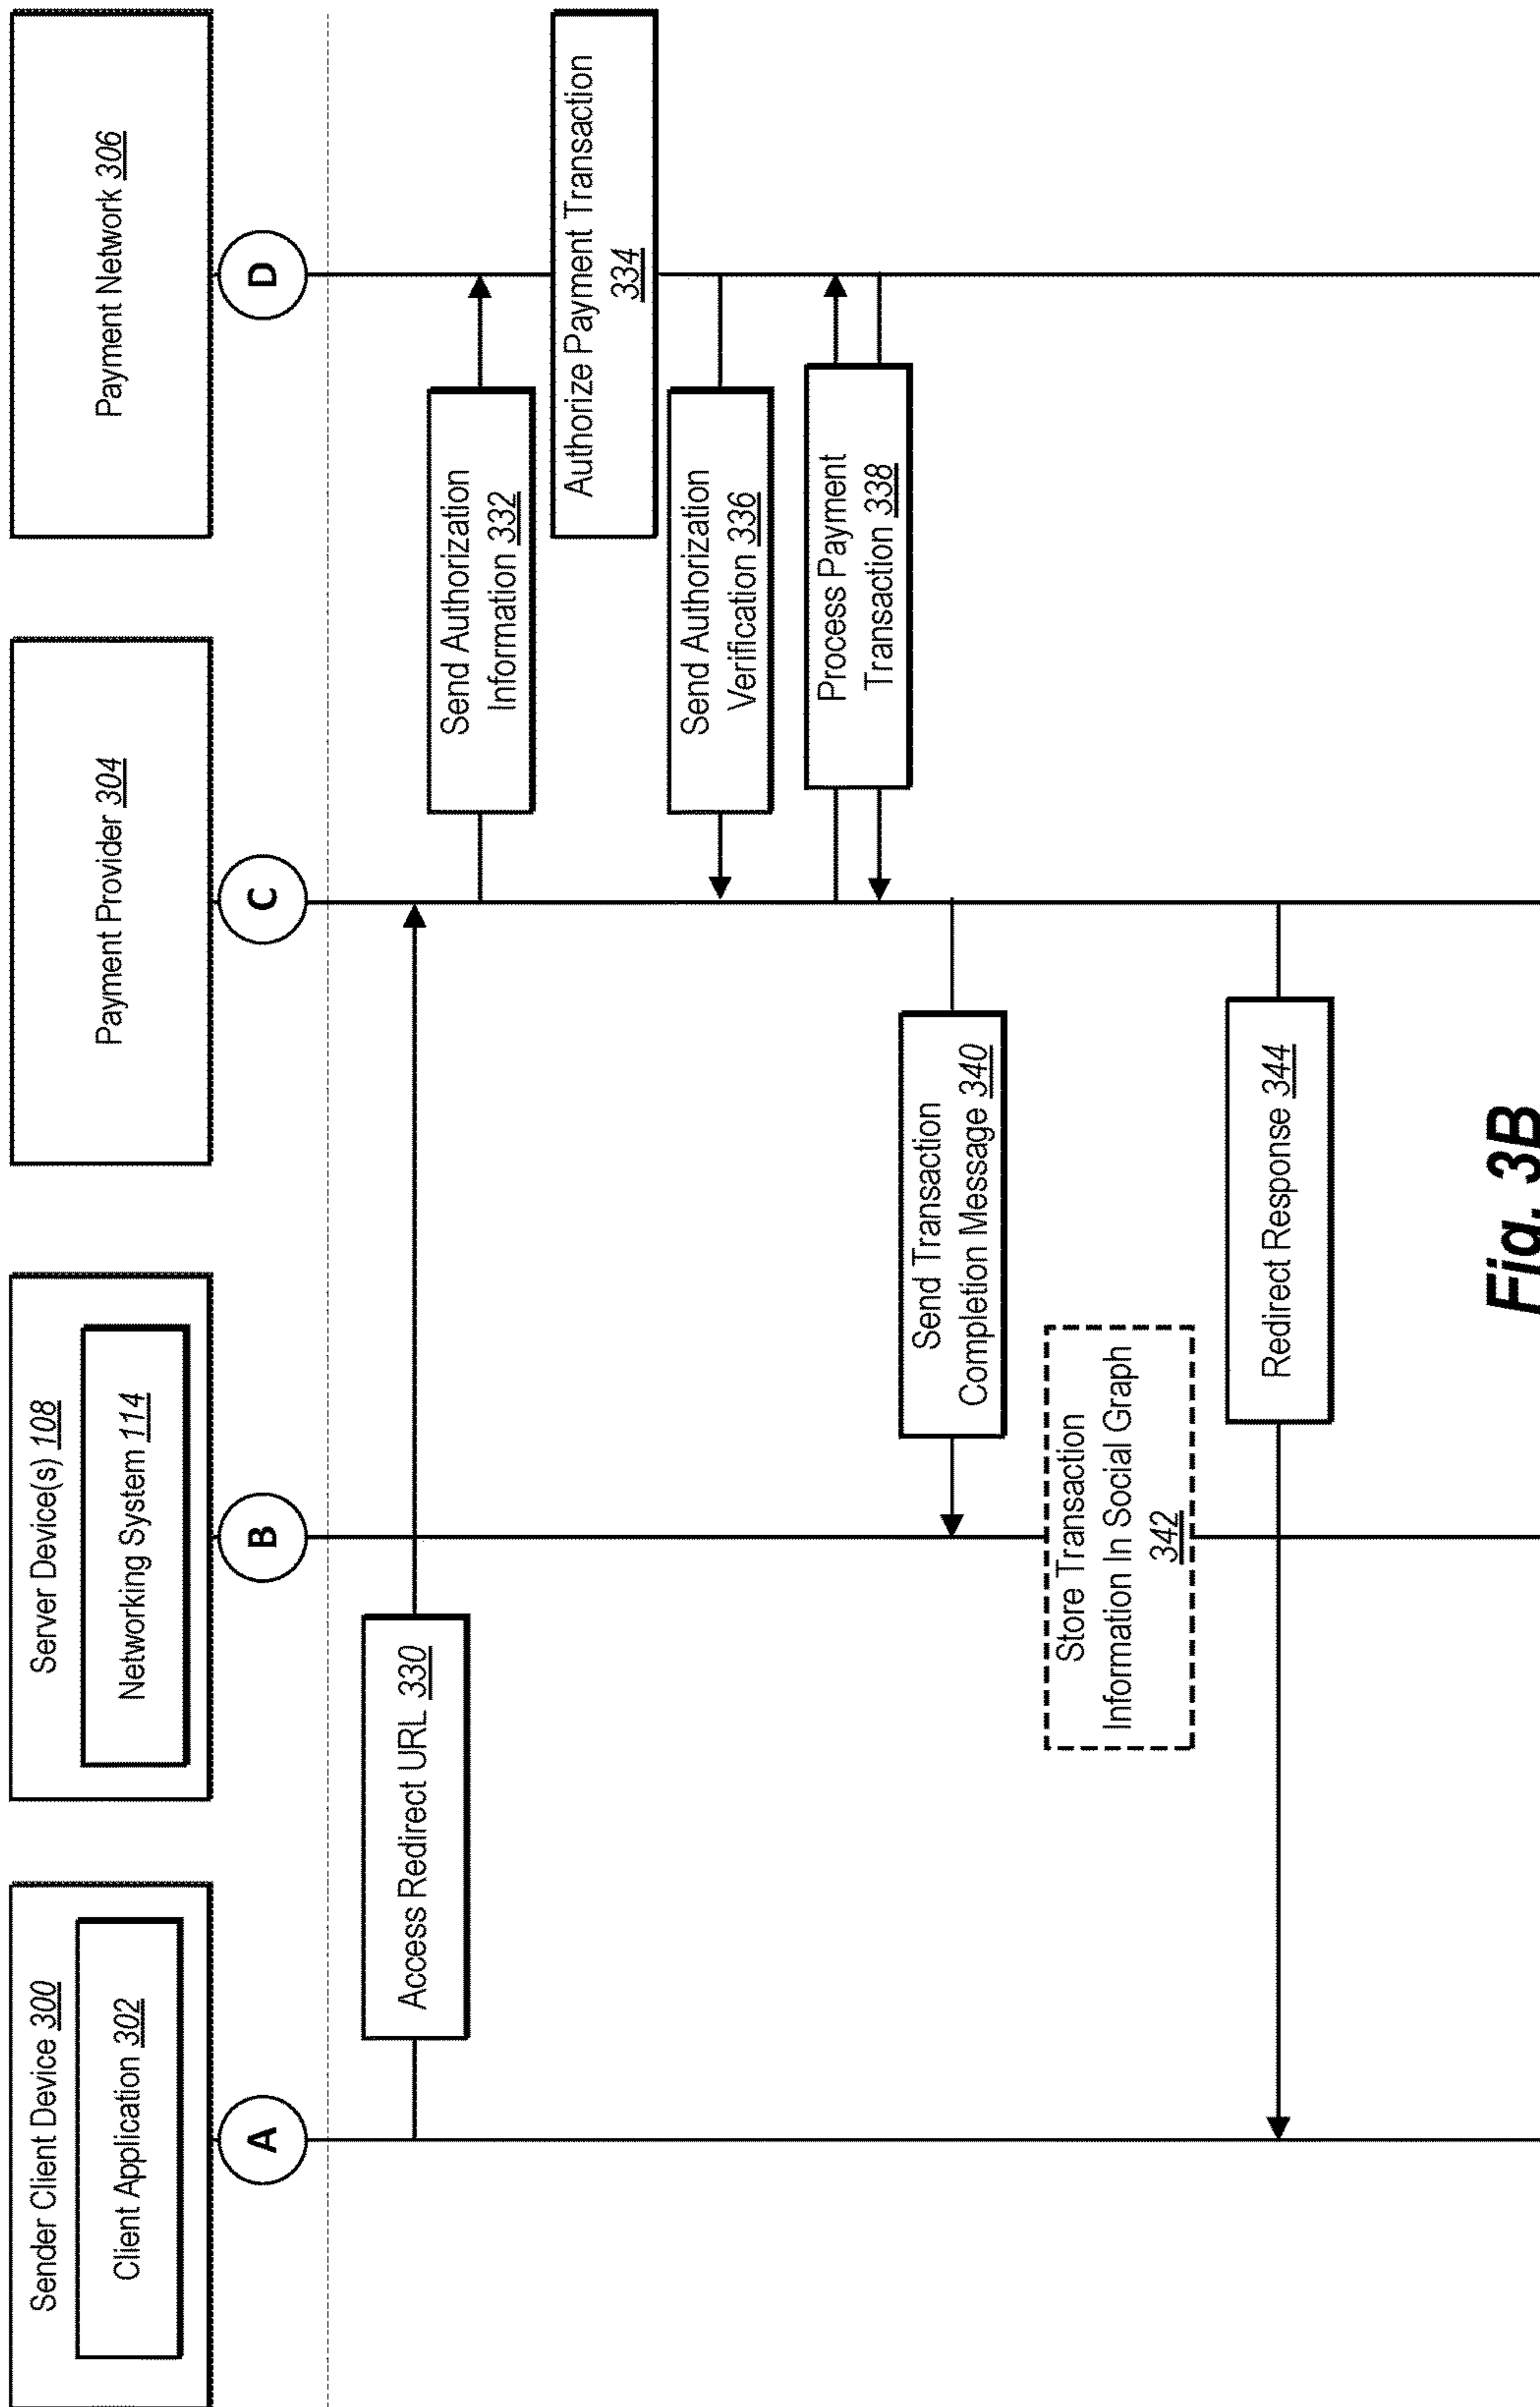 Sender Client Device 300
Client Application 302
Server Device(s) 108
Networking System 114
Payment Provider 304
Payment Network 306
A
B
C
D
Access Redirect URL 330
Send Authorization
Information 332
Authorize Payment Transaction
334
Send Authorization
Verification 336
Process Payment
Transaction 338
Send Transaction
Completion Message 340
Store Transaction
Information In Social Graph
342
Redirect Response 344
Fig. 3B